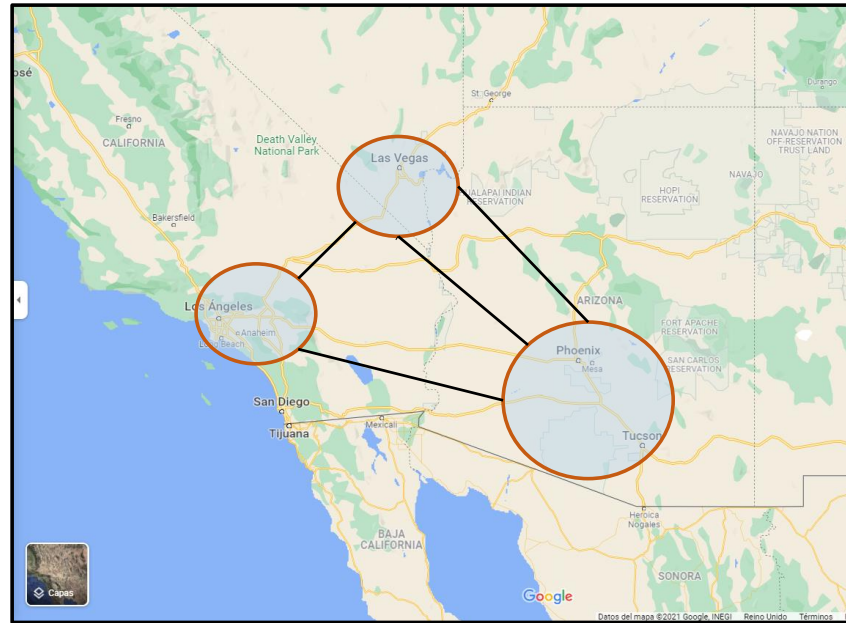 osé
Fresno
CALIFORNIA
Death Valley
National Park
St. George
Durango
Las Vegas
NAVAJO NATION
OFF-RESERVATION
TRUST LAND
UALAPAI INDIAN
RESERVATION
HOPI
RESERVATION
NAVAJO
Bakersfield
Los Ángeles
Anaheim
Long Beach
ARIZONA
FORT APACHE
RESERVATION
Phoenix
Mesa
SAN CARLOS
RESERVATION
San Diego
Tijuana
Mexicali
Tucson
Heroica
Nogales
BAJA
CALIFORNIA
SONORA
Capas
Google
Datos del mapa ©2021 Google, INEGI Reino Unido Términos